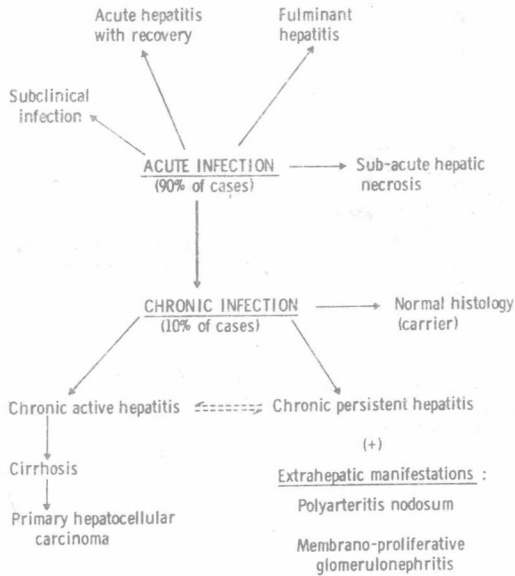 Acute hepatitis
with recovery
Fulminant
hepatitis
Subclinical
infection
ACUTE INFECTION
(90% of cases)
Sub-acute hepatic
necrosis
CHRONIC INFECTION
(10% of cases)
Normal histology
(carrier)
Chronic active hepatitis
Chronic persistent hepatitis
(+)
Cirrhosis
Extrahepatic manifestations :
Polyarteritis nodosum
Primary hepatocellular
carcinoma
Membrano-proliferative
glomerulonephritis